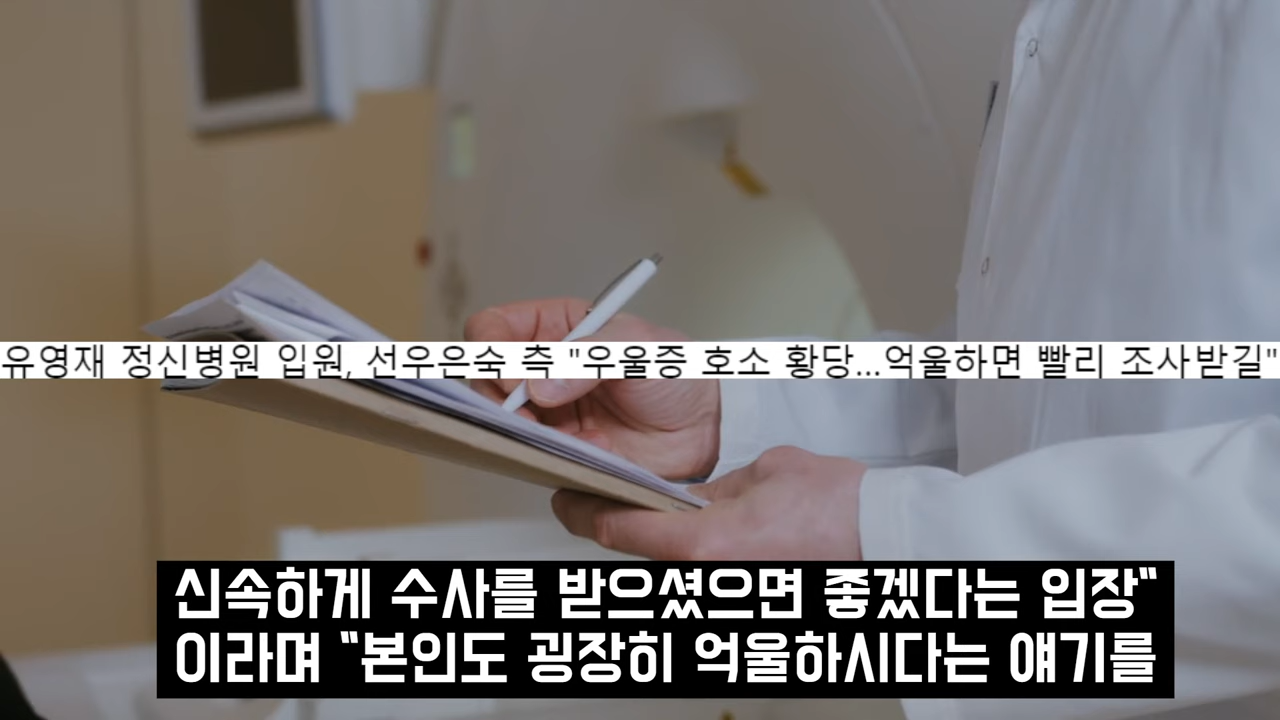 유영재 정신병원 입원, 선우은숙 측 "우울증 호소 황당...억울하면 빨리 조사받길"
신속하게 수사를 받으셨으면 좋겠다는 입장"
이라며 "본인도 굉장히 억울하시다는 얘기를